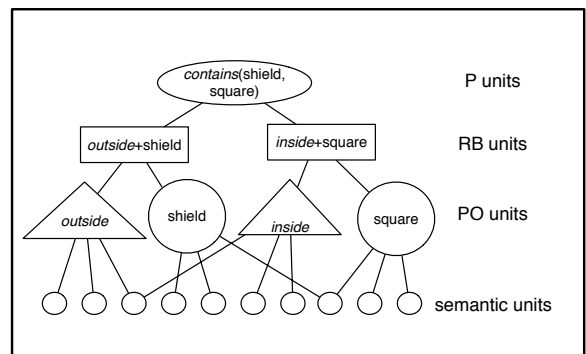 contains(shield,
square)
P units
outside+shield
inside+square
RB units
outside
shield
inside
square
PO units
semantic units